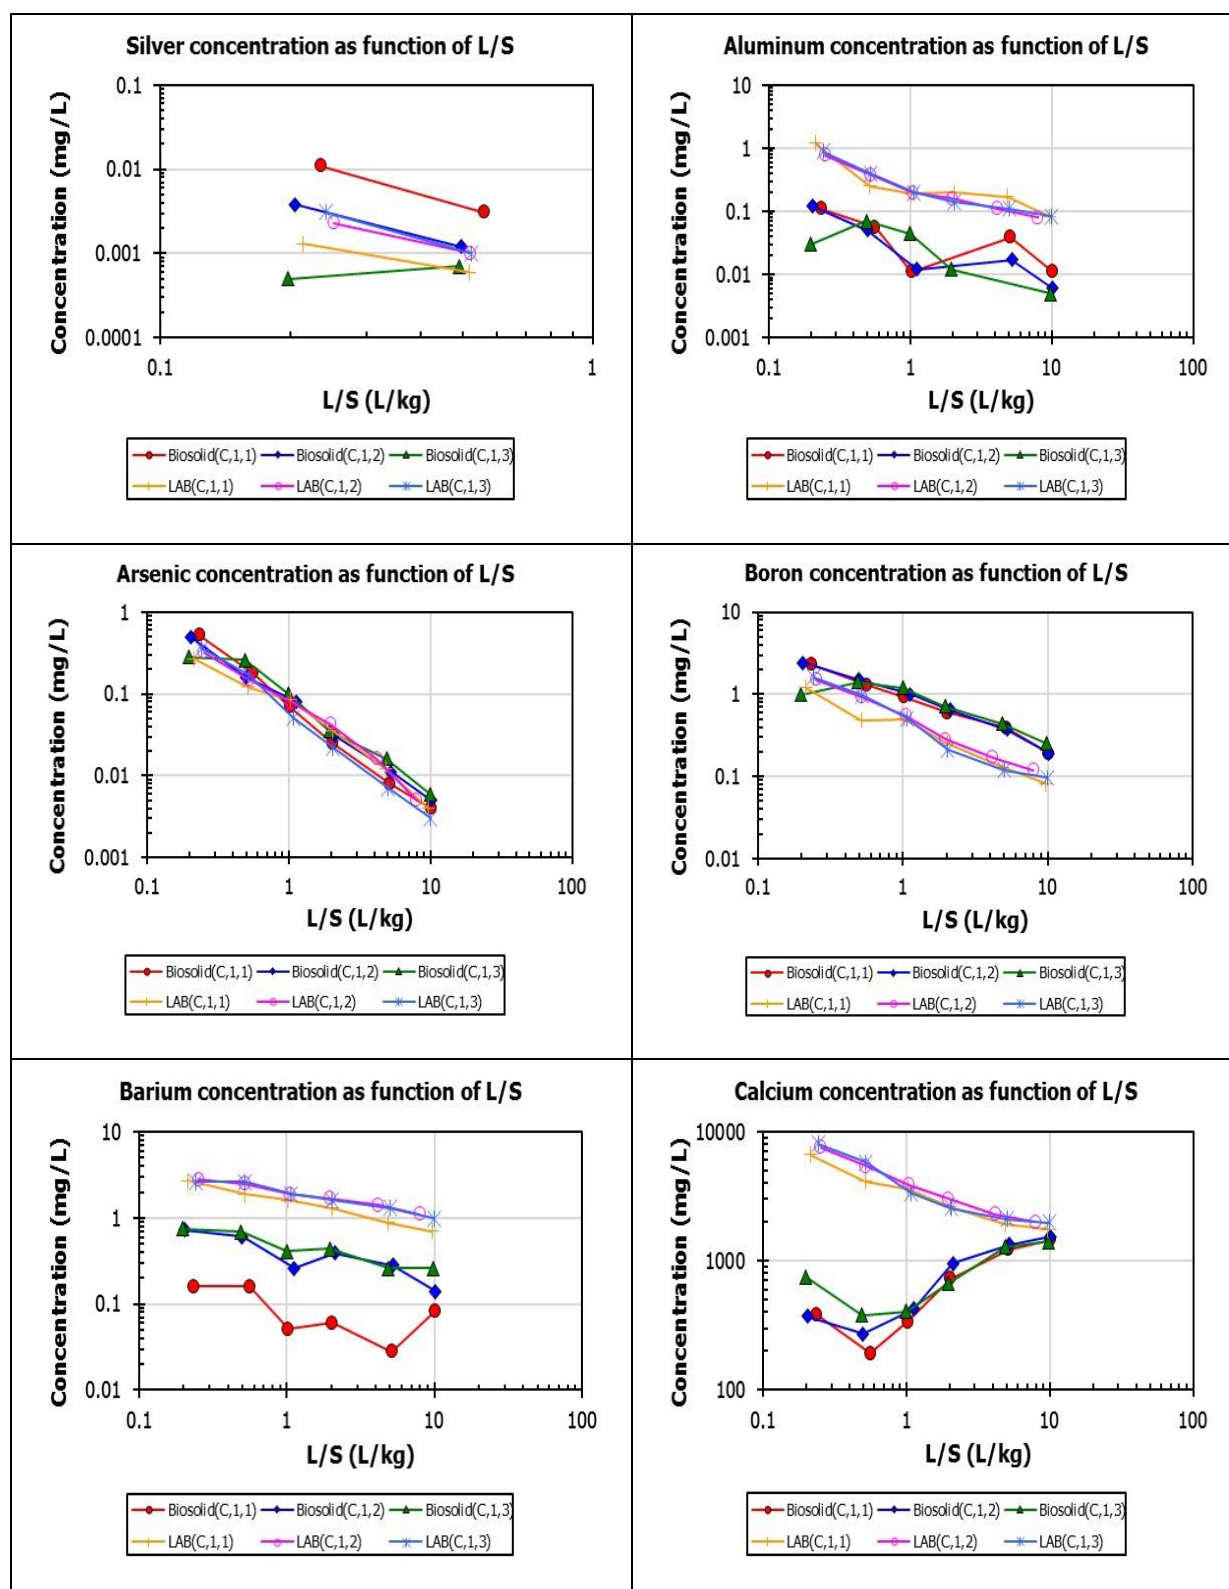 Silver concentration as function of L/S
Concentration (mg/L)
0.1
0.01
0.001
0.0001
0.1 1
L/S (L/kg)
Biosolid(C,1,1) Biosolid(C,1,2) Biosolid(C,1,3)
LAB(C,1,1) LAB(C,1,2) LAB(C,1,3)
Aluminum concentration as function of L/S
Concentration (mg/L)
10
1
0.1
0.01
0.001
0.1 1 10 100
L/S (L/kg)
Biosolid(C,1,1) Biosolid(C,1,2) Biosolid(C,1,3)
LAB(C,1,1) LAB(C,1,2) LAB(C,1,3)
Arsenic concentration as function of L/S
Concentration (mg/L)
1
0.1
0.01
0.001
0.1 1 10 100
L/S (L/kg)
Biosolid(C,1,1) Biosolid(C,1,2) Biosolid(C,1,3)
LAB(C,1,1) LAB(C,1,2) LAB(C,1,3)
Boron concentration as function of L/S
Concentration (mg/L)
10
1
0.1
0.01
0.1 1 10 100
L/S (L/kg)
Biosolid(C,1,1) Biosolid(C,1,2) Biosolid(C,1,3)
LAB(C,1,1) LAB(C,1,2) LAB(C,1,3)
Barium concentration as function of L/S
Concentration (mg/L)
10
1
0.1
0.01
0.1 1 10 100
L/S (L/kg)
Biosolid(C,1,1) Biosolid(C,1,2) Biosolid(C,1,3)
LAB(C,1,1) LAB(C,1,2) LAB(C,1,3)
Calcium concentration as function of L/S
Concentration (mg/L)
10000
1000
100
0.1 1 10 100
L/S (L/kg)
Biosolid(C,1,1) Biosolid(C,1,2) Biosolid(C,1,3)
LAB(C,1,1) LAB(C,1,2) LAB(C,1,3)